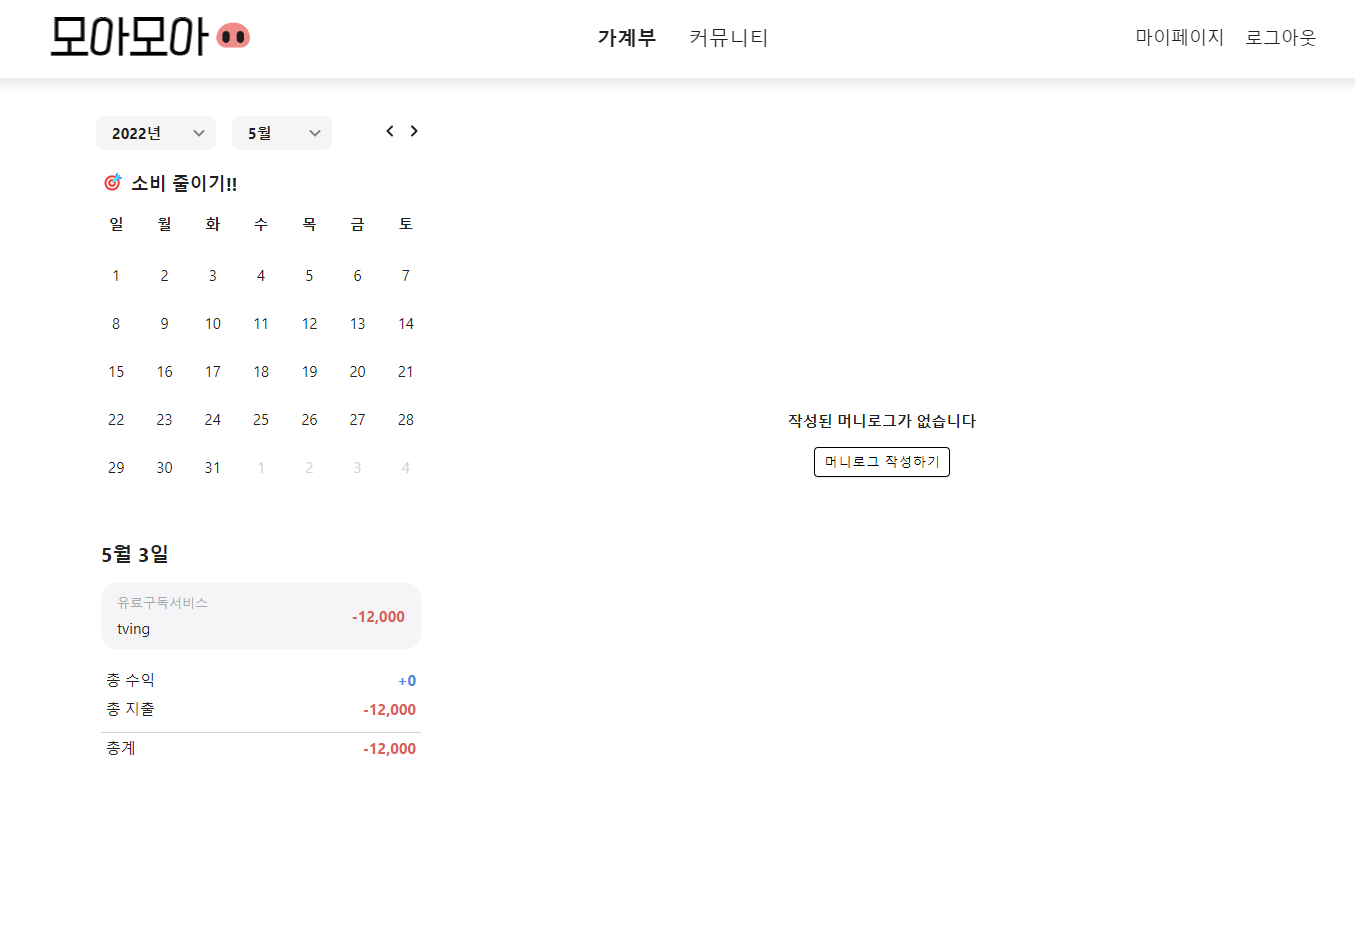 모아모아 가계부 커뮤니티 마이페이지 로그아웃
2022년 5월
소비 줄이기!!
일 월 화 수 목 금 토
1 2 3 4 5 6 7
8 9 10 11 12 13 14
15 16 17 18 19 20 21
22 23 24 25 26 27 28
29 30 31 1 2 3 4
작성된 머니로그가 없습니다
머니로그 작성하기
5월 3일
유료구독서비스
tving -12,000
총 수익 +0
총 지출 -12,000
총계 -12,000